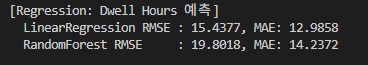 [Regression: Dwell Hours 예측]
LinearRegression RMSE : 15.4377, MAE: 12.9858
RandomForest RMSE     : 19.8018, MAE: 14.2372